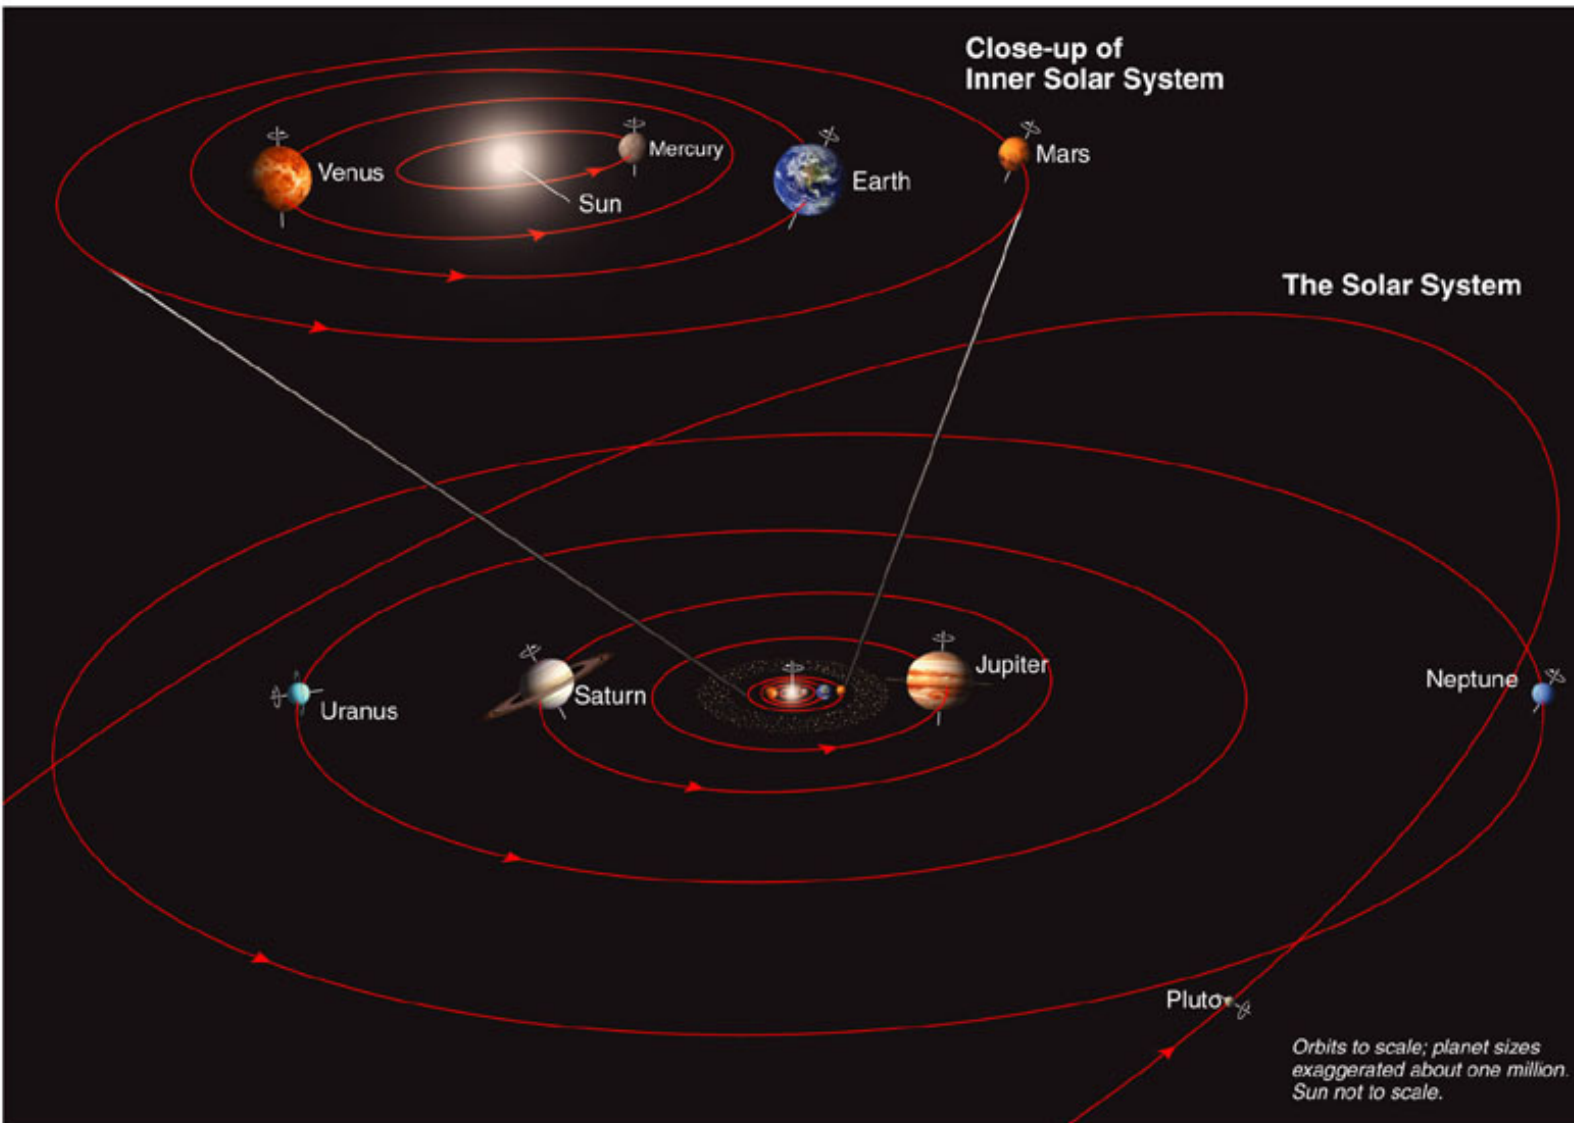 Close-up of
Inner Solar System
Venus
Mercury
Sun
Earth
Mars
The Solar System
Uranus
Saturn
Jupiter
Neptune
Pluto
Orbits to scale; planet sizes
exaggerated about one million.
Sun not to scale.